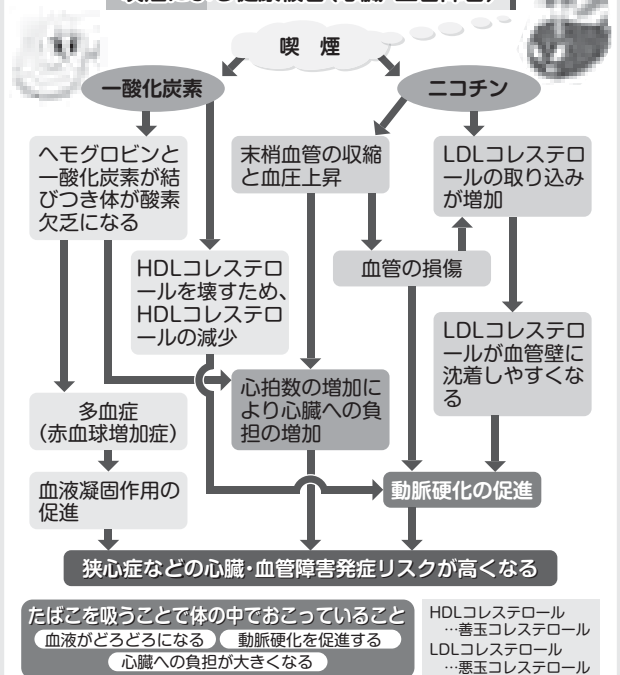 喫　煙
一酸化炭素
ニコチン
ヘモグロビンと
一酸化炭素が結
びつき体が酸素
欠乏になる
末梢血管の収縮
と血圧上昇
LDLコレステロ
ールの取り込み
が増加
HDLコレステロ
ールを壊すため、
HDLコレステロ
ールの減少
血管の損傷
LDLコレステロ
ールが血管壁に
沈着しやすくな
る
心拍数の増加に
より心臓への負
担の増加
多血症
（赤血球増加症）
血液凝固作用の
促進
動脈硬化の促進
狭心症などの心臓・血管障害発症リスクが高くなる
たばこを吸うことで体の中でおこっていること
血液がどろどろになる
動脈硬化を促進する
心臓への負担が大きくなる
HDLコレステロール
…善玉コレステロール
LDLコレステロール
…悪玉コレステロール